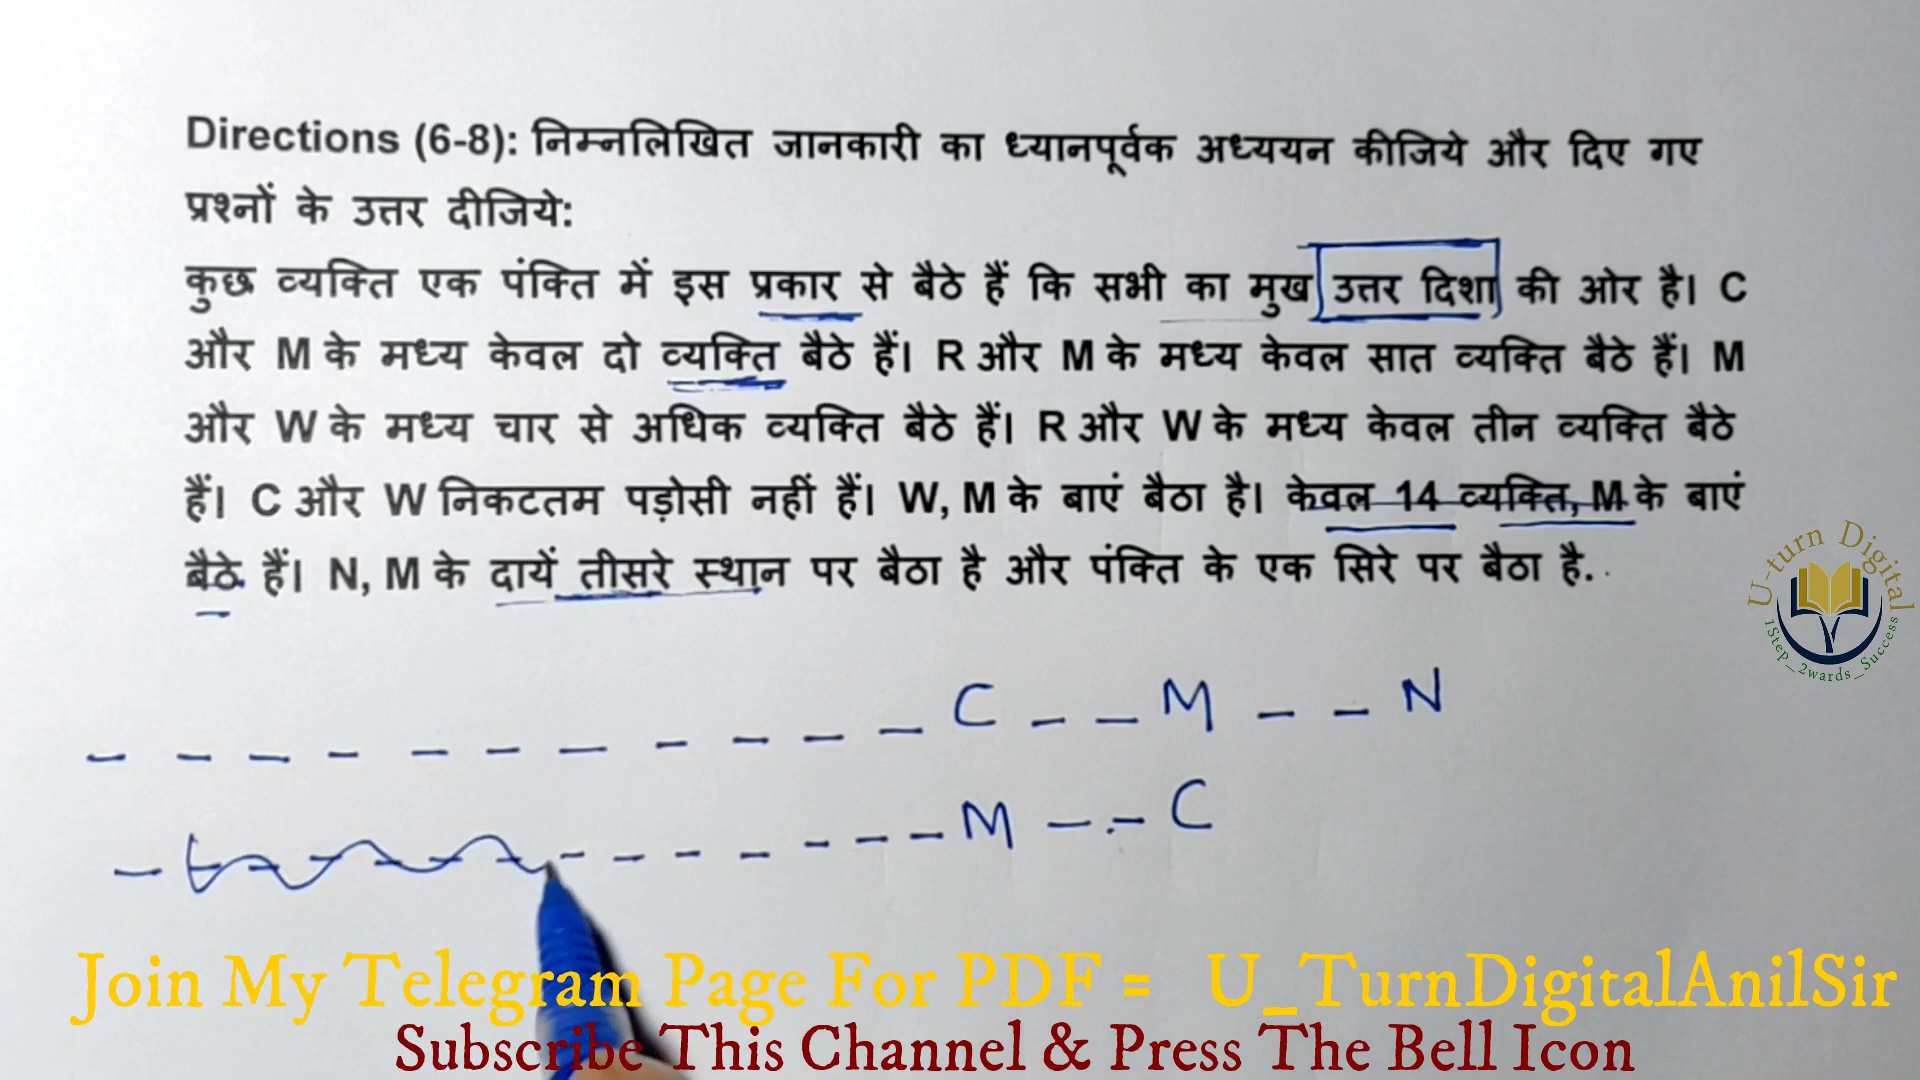 Directions (6-8): निम्नलिखित जानकारी का ध्यानपूर्वक अध्ययन कीजिये और दिए गए
प्रश्नों के उत्तर दीजिये:
कुछ व्यक्ति एक पंक्ति में इस प्रकार से बैठे हैं कि सभी का मुख उत्तर दिशा की ओर है। C
और M के मध्य केवल दो व्यक्ति बैठे हैं। R और M के मध्य केवल सात व्यक्ति बैठे हैं। M
और W के मध्य चार से अधिक व्यक्ति बैठे हैं। R और W के मध्य केवल तीन व्यक्ति बैठे
हैं। C और W निकटतम पड़ोसी नहीं हैं। W, M के बाएं बैठा है। केवल 14 व्यक्ति, M के बाएं
बैठे हैं। N, M के दायें तीसरे स्थान पर बैठा है और पंक्ति के एक सिरे पर बैठा है.
U-turn Digital
1Step_2wards_Success
_ _ _ _ _ _ _ _ _ _ _ C _ _ M _ _ N
_ _ _ _ _ _ _ _ _ _ _ _ _ _ M _ _ C
Join My Telegram Page For PDF = U_TurnDigitalAnilSir
Subscribe This Channel & Press The Bell Icon